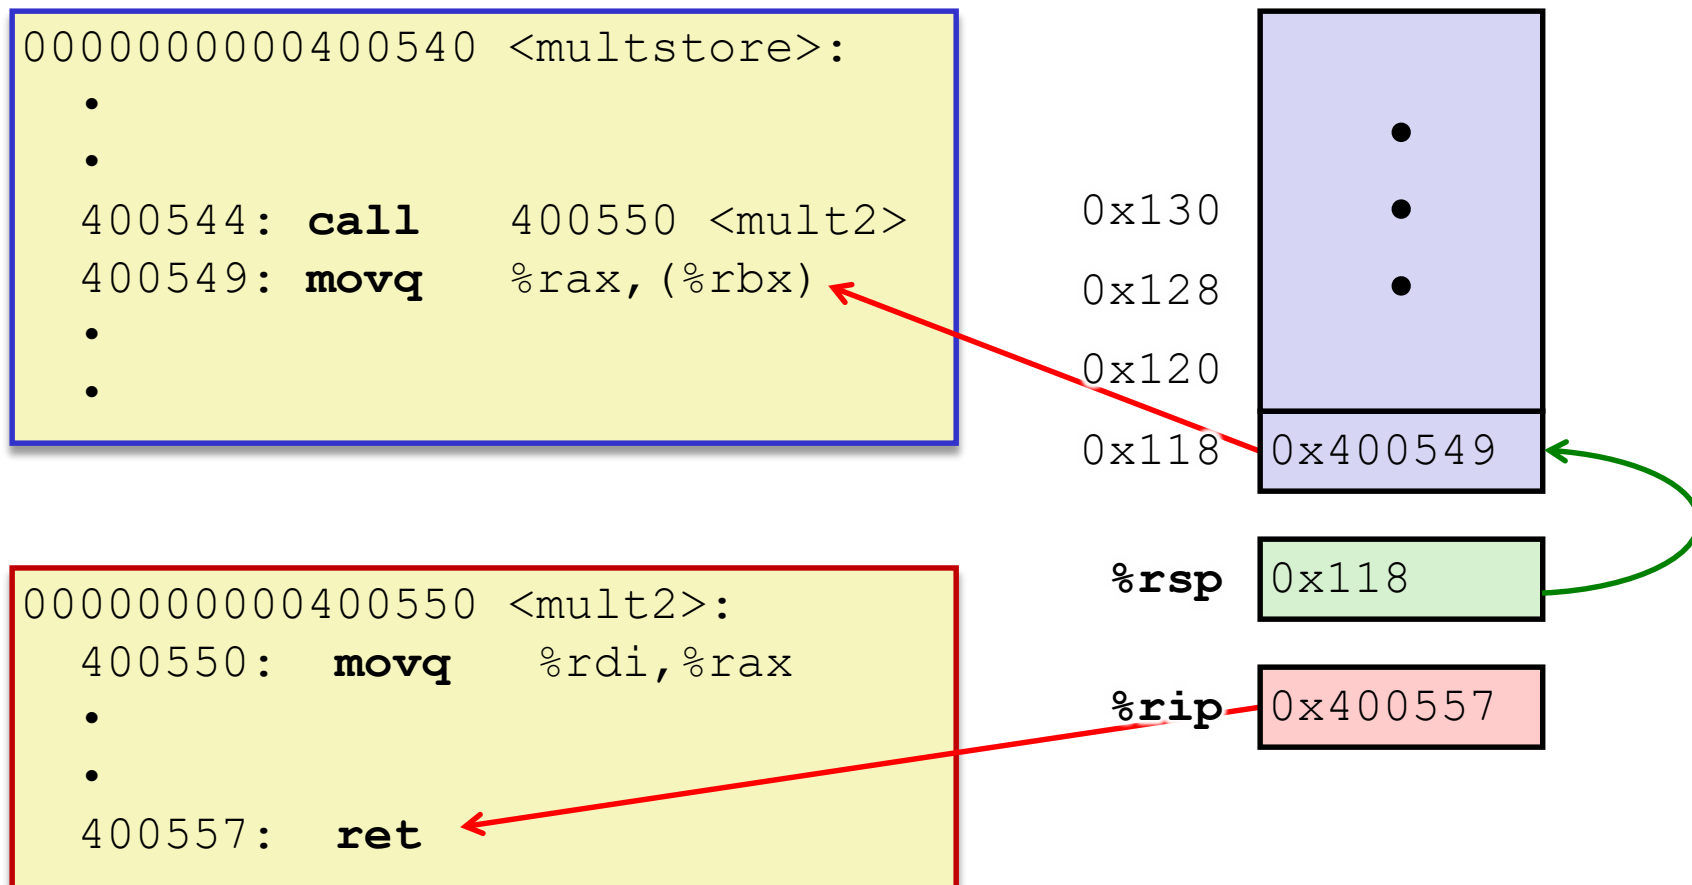 0000000000400540 <multstore>:
•
•
400544: call 400550 <mult2>
400549: movq %rax,(%rbx)
•
•
0000000000400550 <mult2>:
400550: movq %rdi,%rax
•
•
400557: ret
•
0x130 •
0x128 •
0x120
0x118 0x400549
%rsp 0x118
%rip 0x400557